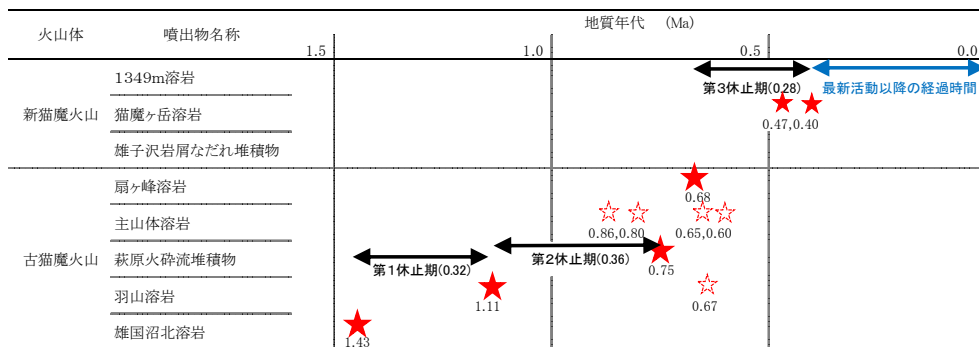 火山体 噴出物名称 地質年代 (Ma)
1.5 1.0 0.5 0.0
新猫魔火山
1349m溶岩
猫魔ヶ岳溶岩
雄子沢岩屑なだれ堆積物
第3休止期(0.28) 最新活動以降の経過時間
0.47,0.40
古猫魔火山
扇ヶ峰溶岩
0.68
主山体溶岩
0.86,0.80 0.65,0.60
萩原火砕流堆積物
第1休止期(0.32) 第2休止期(0.36)
0.75
羽山溶岩
1.11 0.67
雄国沼北溶岩
1.43